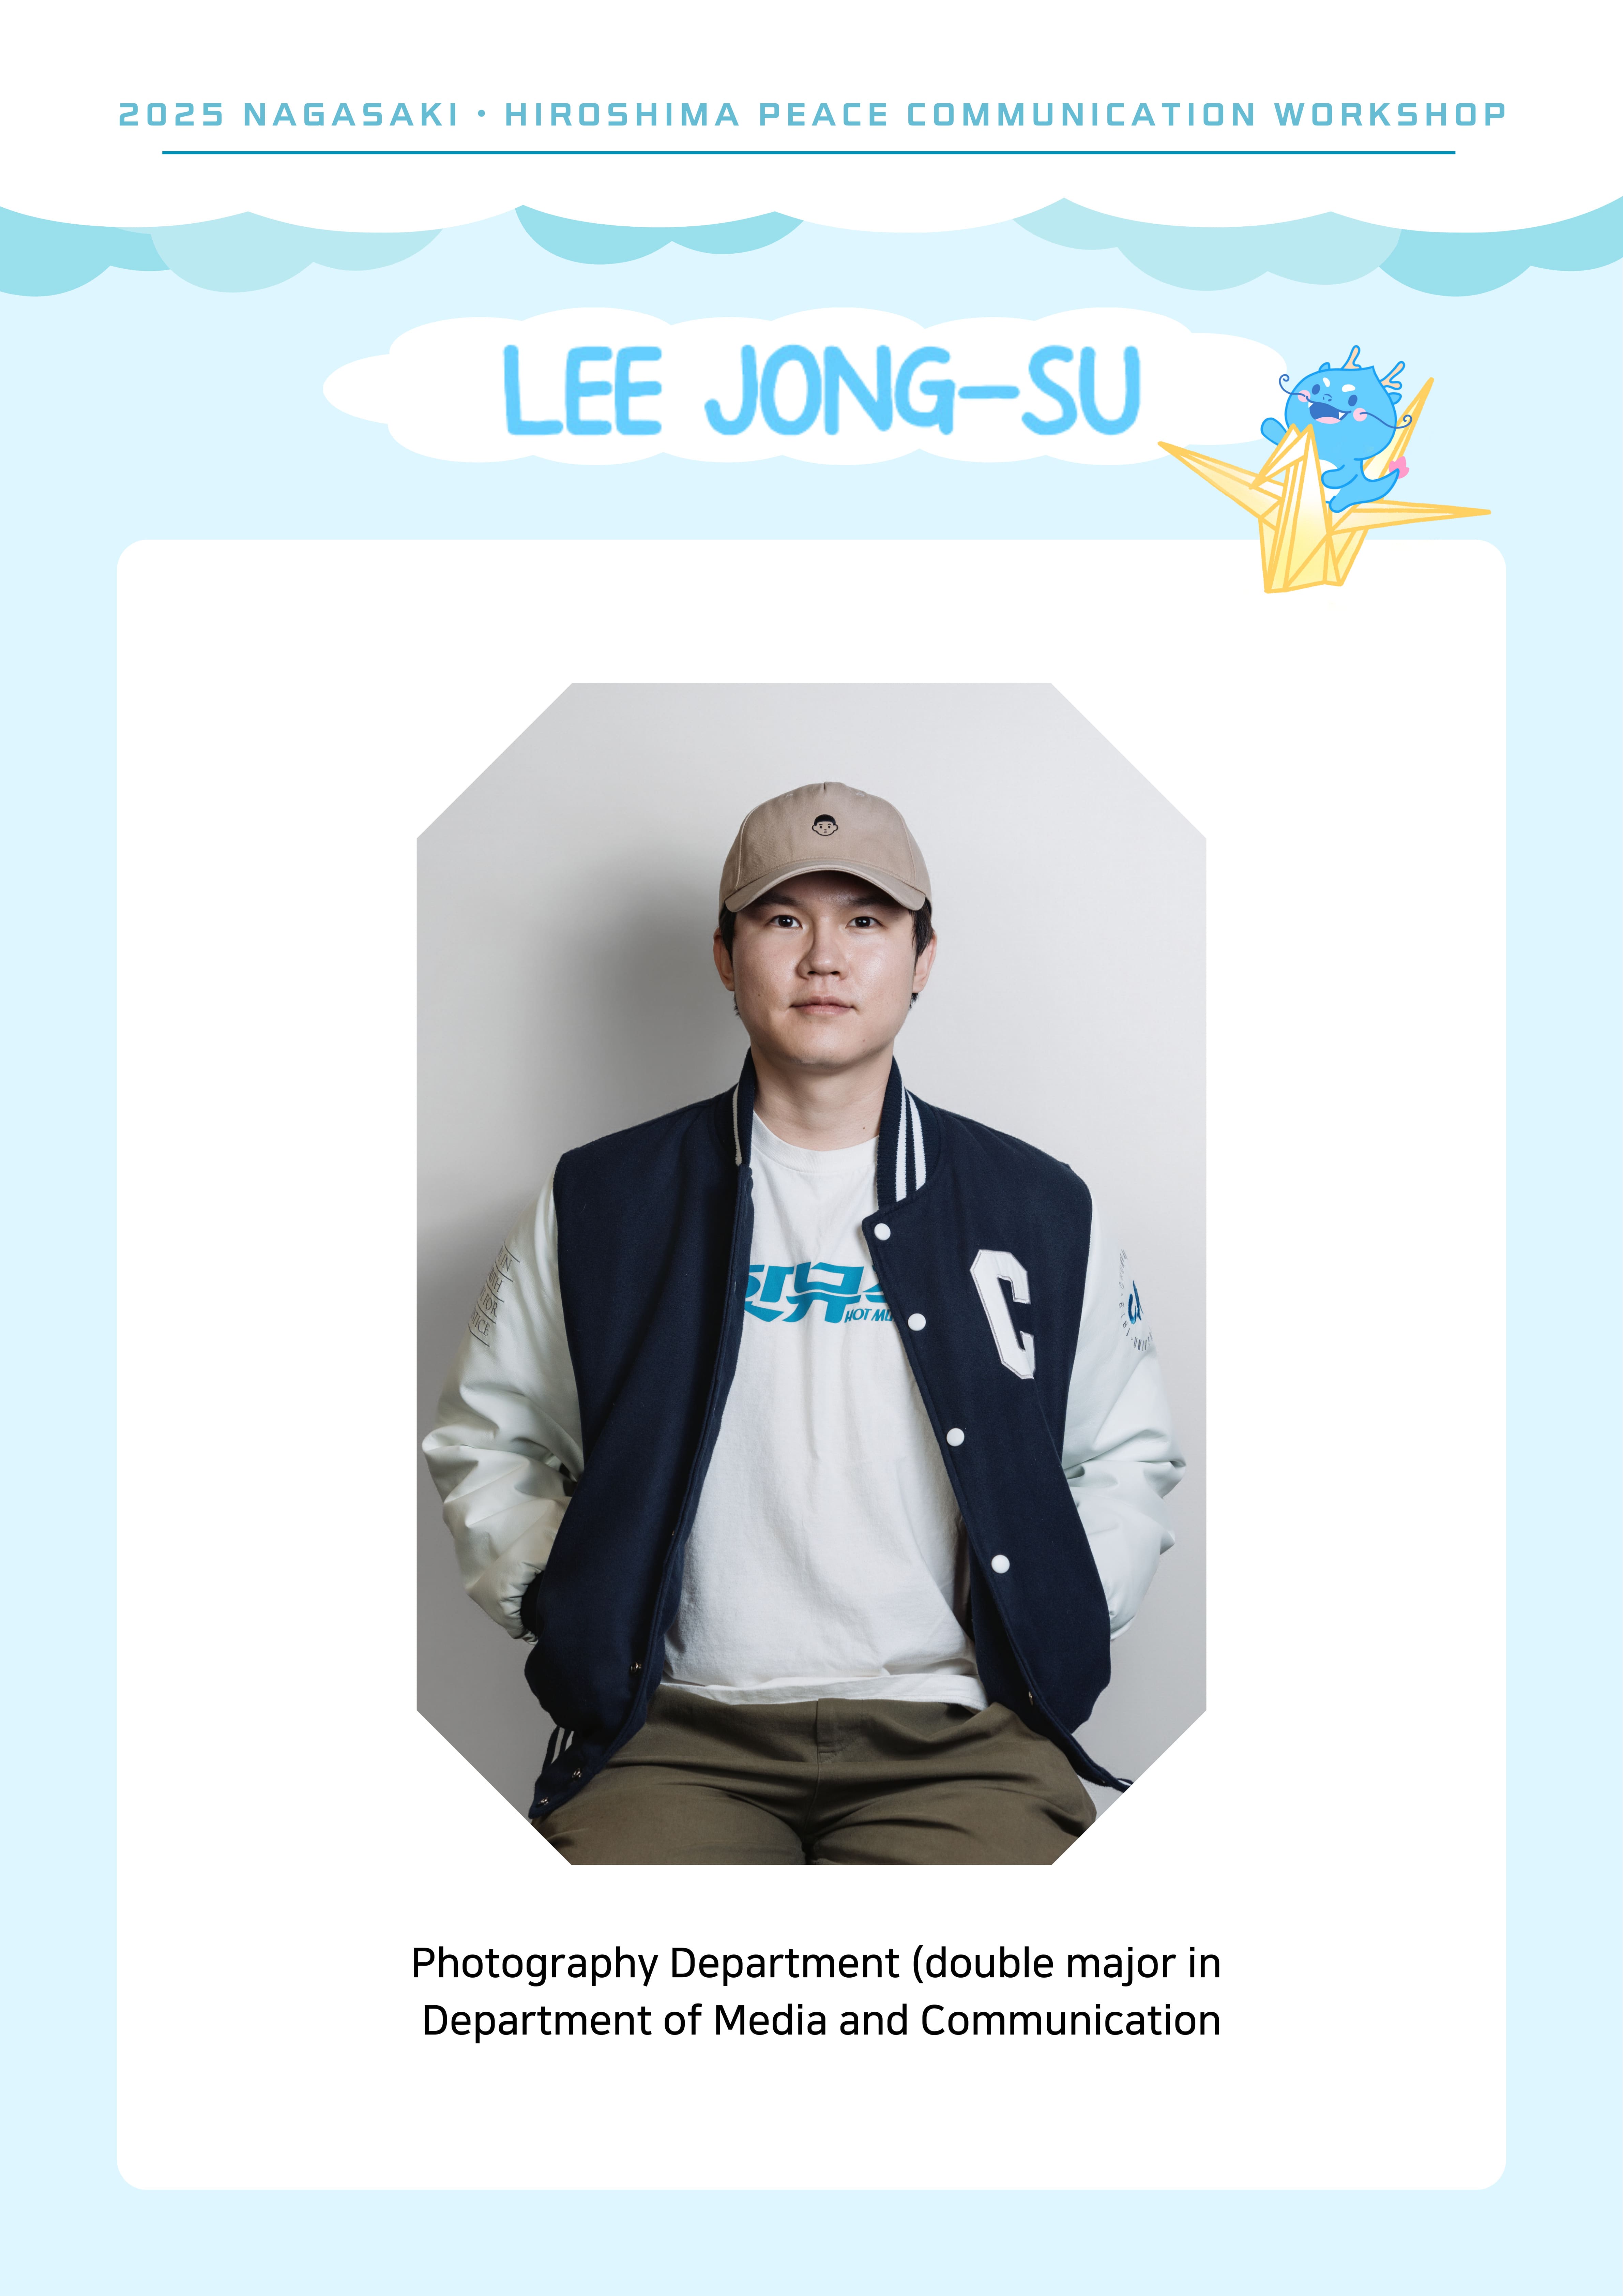 2025 NAGASAKI • HIROSHIMA PEACE COMMUNICATION WORKSHOP
LEE JONG-SU
HOT
C
Photography Department (double major in
Department of Media and Communication